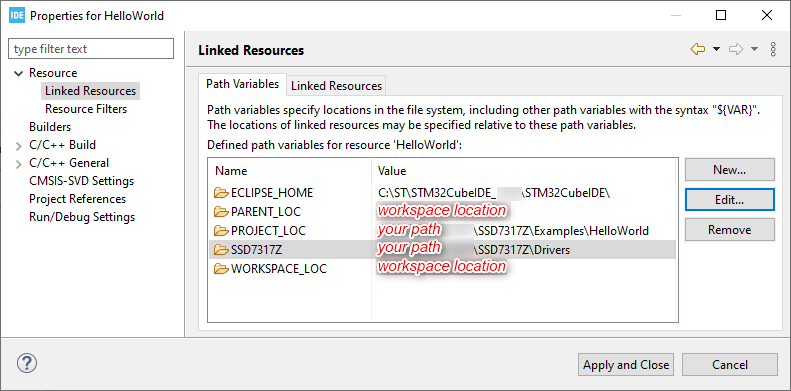 IDE Properties for HelloWorld
type filter text
Resource
Linked Resources
Resource Filters
Builders
C/C++ Build
C/C++ General
CMSIS-SVD Settings
Project References
Run/Debug Settings
Linked Resources
Path Variables Linked Resources
Path variables specify locations in the file system, including other path variables with the syntax "${VAR}".
The locations of linked resources may be specified relative to these path variables.
Defined path variables for resource 'HelloWorld':
Name Value
ECLIPSE_HOME C:\ST\STM32CubeIDE_ \STM32CubeIDE\
PARENT_LOC workspace location
PROJECT_LOC your path \SSD7317Z\Examples\HelloWorld
SSD7317Z your path \SSD7317Z\Drivers
WORKSPACE_LOC workspace location
New...
Edit...
Remove
?
Apply and Close Cancel